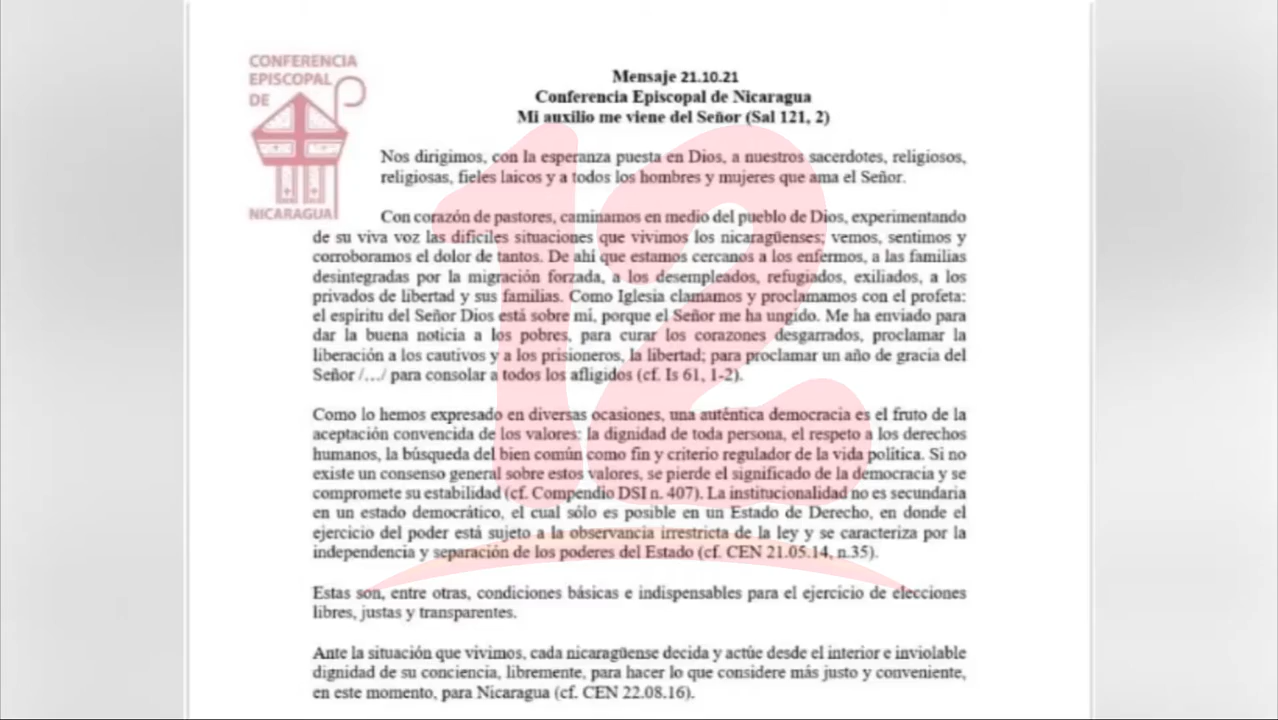 CONFERENCIA
EPISCOPAL
DE
NICARAGUA
Mensaje 21.10.21
Conferencia Episcopal de Nicaragua
Mi auxilio me viene del Señor (Sal 121, 2)
Nos dirigimos, con la esperanza puesta en Dios, a nuestros sacerdotes, religiosos,
religiosas, fieles laicos y a todos los hombres y mujeres que ama el Señor.
Con corazón de pastores, caminamos en medio del pueblo de Dios, experimentando
de su viva voz las difíciles situaciones que vivimos los nicaragüenses; vemos, sentimos y
corroboramos el dolor de tantos. De ahí que estamos cercanos a los enfermos, a las familias
desintegradas por la migración forzada, a los desempleados, refugiados, exiliados, a los
privados de libertad y sus familias. Como Iglesia clamamos y proclamamos con el profeta:
el espíritu del Señor Dios está sobre mí, porque el Señor me ha ungido. Me ha enviado para
dar la buena noticia a los pobres, para curar los corazones desgarrados, proclamar la
liberación a los cautivos y a los prisioneros, la libertad; para proclamar un año de gracia del
Señor /.../ para consolar a todos los afligidos (cf. Is 61, 1-2).
Como lo hemos expresado en diversas ocasiones, una auténtica democracia es el fruto de la
aceptación convencida de los valores: la dignidad de toda persona, el respeto a los derechos
humanos, la búsqueda del bien común como fin y criterio regulador de la vida política. Si no
existe un consenso general sobre estos valores, se pierde el significado de la democracia y se
compromete su estabilidad (cf. Compendio DSI n. 407). La institucionalidad no es secundaria
en un estado democrático, el cual sólo es posible en un Estado de Derecho, en donde el
ejercicio del poder está sujeto a la observancia irrestricta de la ley y se caracteriza por la
independencia y separación de los poderes del Estado (cf. CEN 21.05.14, n.35).
Estas son, entre otras, condiciones básicas e indispensables para el ejercicio de elecciones
libres, justas y transparentes.
Ante la situación que vivimos, cada nicaragüense decida y actúe desde el interior e inviolable
dignidad de su conciencia, libremente, para hacer lo que considere más justo y conveniente,
en este momento, para Nicaragua (cf. CEN 22.08.16).
12